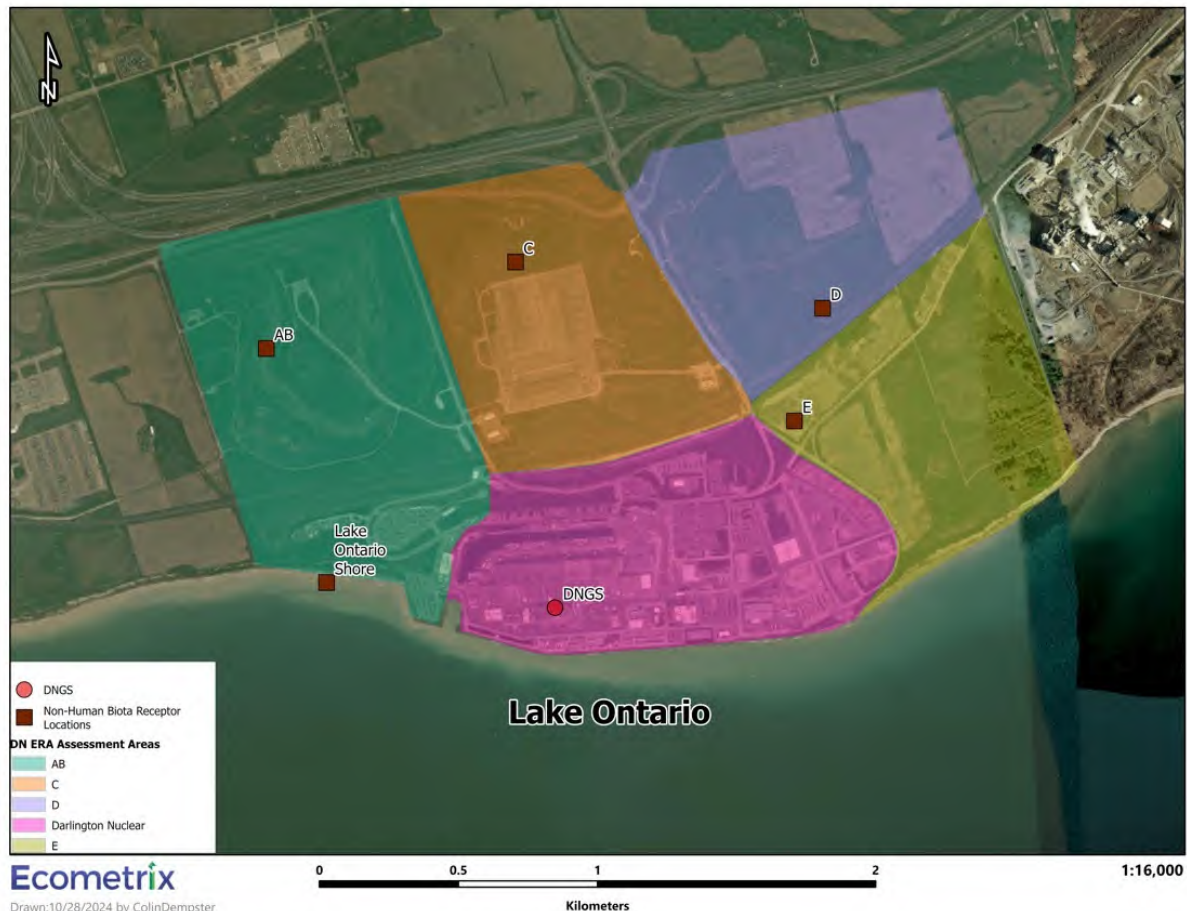 N
C
D
AB
E
Lake
Ontario
Shore
DNGS
Lake Ontario
DNGS
Non-Human Biota Receptor
Locations
DN ERA Assessment Areas
AB
C
D
Darlington Nuclear
E
Ecometrix
0 0.5 1 2
1:16,000
Drawn:10/28/2024 by ColinDempster
Kilometers